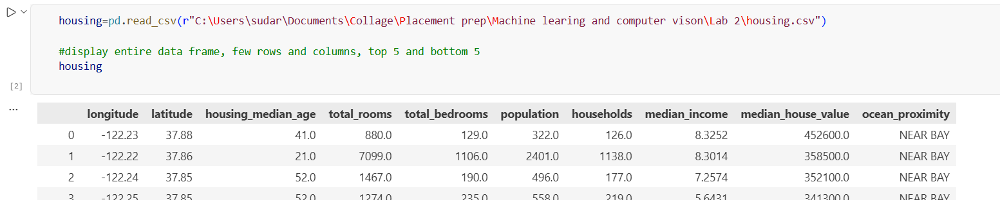 housing=pd.read_csv(r"C:\Users\sudar\Documents\Collage\Placement prep\Machine learing and computer vison\Lab 2\housing.csv")
#display entire data frame, few rows and columns, top 5 and bottom 5
housing
[2]
...
longitude latitude housing_median_age total_rooms total_bedrooms population households median_income median_house_value ocean_proximity
0 -122.23 37.88 41.0 880.0 129.0 322.0 126.0 8.3252 452600.0 NEAR BAY
1 -122.22 37.86 21.0 7099.0 1106.0 2401.0 1138.0 8.3014 358500.0 NEAR BAY
2 -122.24 37.85 52.0 1467.0 190.0 496.0 177.0 7.2574 352100.0 NEAR BAY
3 -122.25 37.85 52.0 1274.0 235.0 558.0 219.0 5.6431 341300.0 NEAR BAY